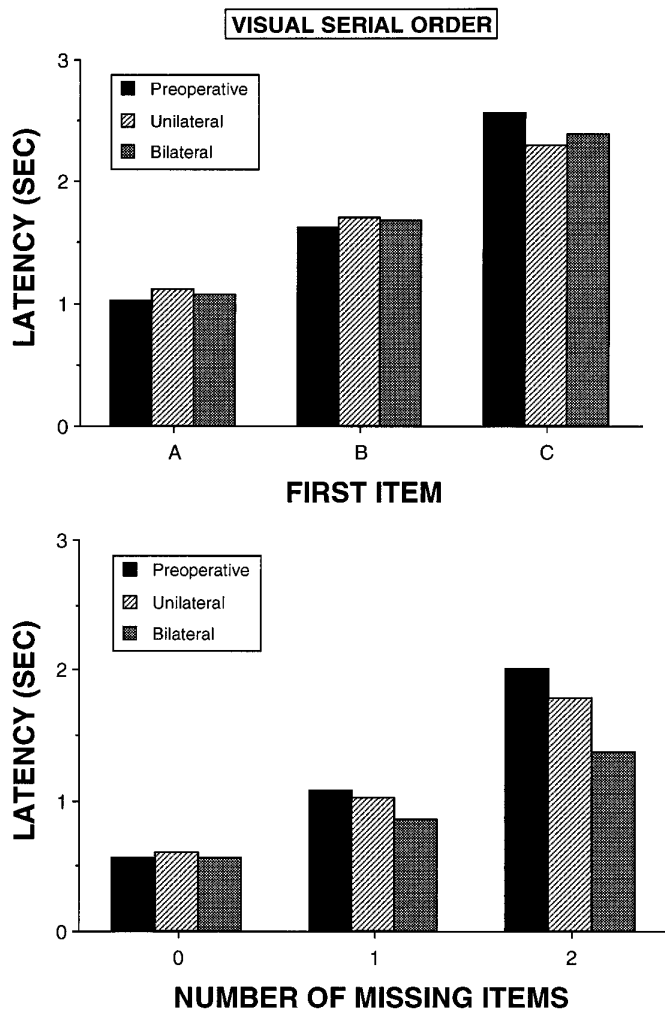 VISUAL SERIAL ORDER
3
2
1
0
LATENCY (SEC)
Preoperative
Unilateral
Bilateral
A B C
FIRST ITEM
3
2
1
0
LATENCY (SEC)
Preoperative
Unilateral
Bilateral
0 1 2
NUMBER OF MISSING ITEMS